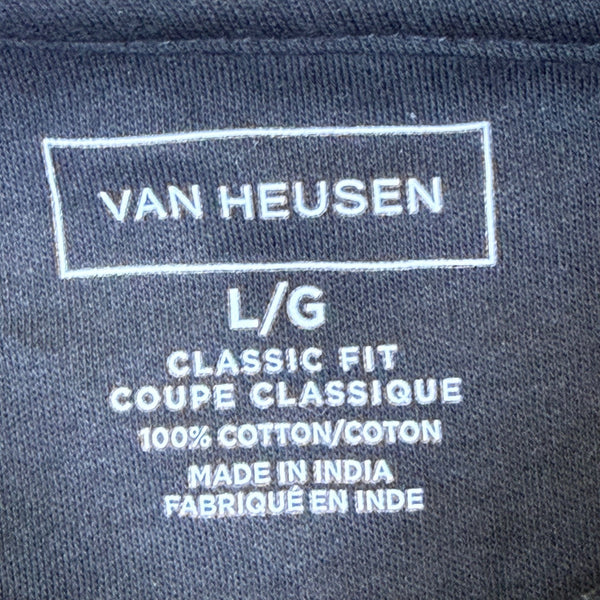 VAN HEUSEN
L/G
CLASSIC FIT
COUPE CLASSIQUE
100% COTTON/COTON
MADE IN INDIA
FABRIQUÉ EN INDE